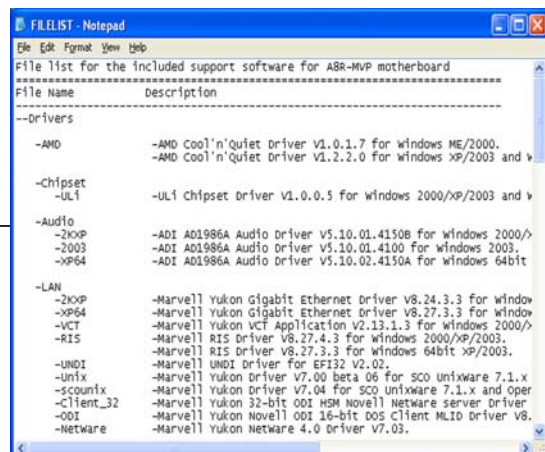 FILELIST - Notepad
File Edit Format View Help
File list for the included support software for A8R-MVP motherboard
================================================================
File Name Description
----------------------------------------------------------------
--Drivers
-AMD -AMD Cool'n'Quiet Driver V1.0.1.7 for Windows ME/2000.
-AMD Cool'n'Quiet Driver V1.2.2.0 for Windows XP/2003 and
-Chipset
-ULi -ULi Chipset Driver V1.0.0.5 for Windows 2000/XP/2003 and
-Audio
-2KXP -ADI AD1986A Audio Driver V5.10.01.4150B for Windows 2000/
-2003 -ADI AD1986A Audio Driver V5.10.01.4100 for Windows 2003.
-XP64 -ADI AD1986A Audio Driver V5.10.02.4150A for Windows 64bit
-LAN
-2KXP -Marvell Yukon Gigabit Ethernet Driver V8.24.3.3 for Window
-XP64 -Marvell Yukon Gigabit Ethernet Driver V8.27.3.3 for Window
-VCT -Marvell Yukon VCT Application V2.13.1.3 for Windows 2000/
-RIS -Marvell RIS Driver V8.27.4.3 for Windows 2000/XP/2003.
-Marvell RIS Driver V8.27.3.3 for Windows 64bit XP/2003.
-UNDI -Marvell UNDI Driver for EFI32 V2.02.
-Unix -Marvell Yukon Driver V7.00 beta 06 for SCO UnixWare 7.1.x
-scounix -Marvell Yukon Driver V7.04 for SCO UnixWare 7.1.x and Oper
-Client_32 -Marvell Yukon 32-bit ODI HSM Novell NetWare server Driver
-ODI -Marvell Yukon Novell ODI 16-bit DOS Client MLID Driver V8.
-NetWare -Marvell Yukon NetWare 4.0 Driver V7.03.